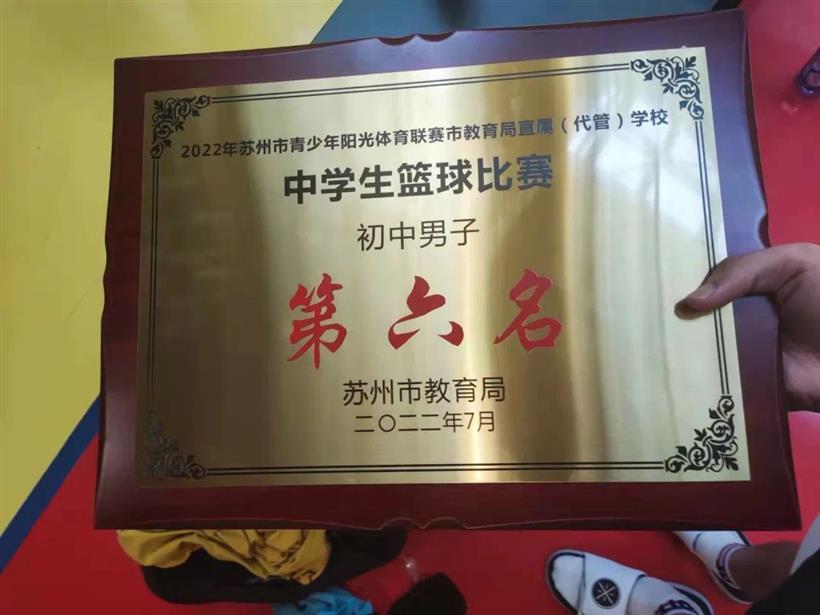 2022年苏州市青少年阳光体育联赛市教育局直属（代管）学校
中学生篮球比赛
初中男子
第六名
苏州市教育局
二〇二二年7月